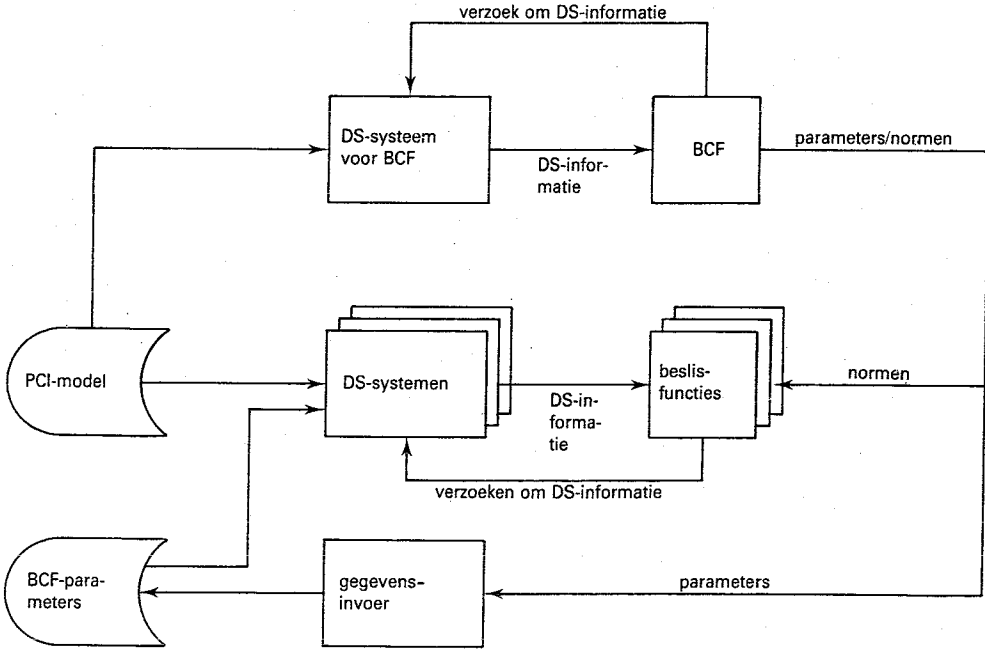 verzoek om DS-informatie
DS-systeem
voor BCF
DS-infor-
matie
BCF
parameters/normen
PCI-model
DS-systemen
DS-in-
forma-
tie
beslis-
functies
normen
verzoeken om DS-informatie
BCF-para-
meters
gegevens-
invoer
parameters